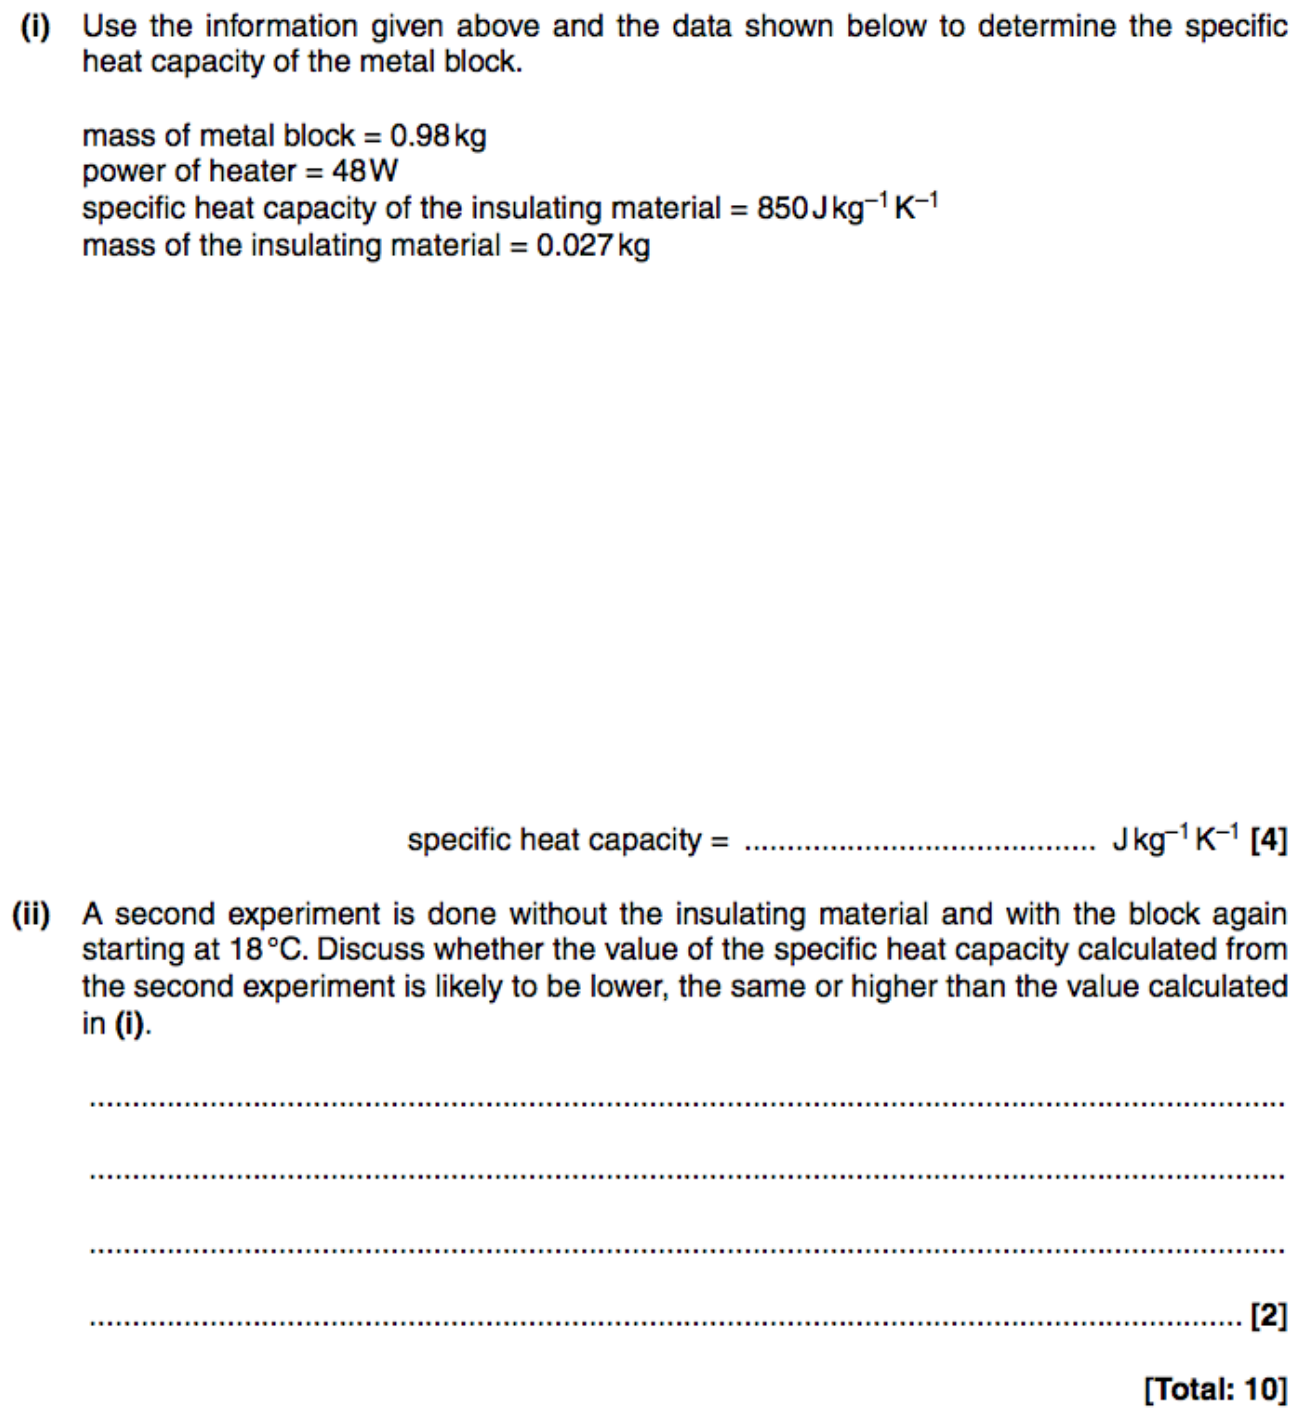 (i) Use the information given above and the data shown below to determine the specific
heat capacity of the metal block.
mass of metal block = 0.98 kg
power of heater = 48 W
specific heat capacity of the insulating material = 850 J kg⁻¹ K⁻¹
mass of the insulating material = 0.027 kg
specific heat capacity = ........................................ J kg⁻¹ K⁻¹ [4]
(ii) A second experiment is done without the insulating material and with the block again
starting at 18 °C. Discuss whether the value of the specific heat capacity calculated from
the second experiment is likely to be lower, the same or higher than the value calculated
in (i).
..........................................................................................................................................
..........................................................................................................................................
..........................................................................................................................................
..................................................................................................................................... [2]
[Total: 10]